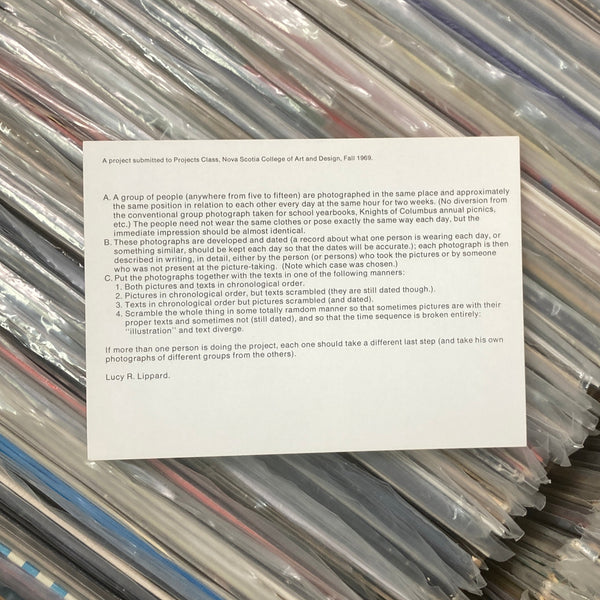 A project submitted to Projects Class, Nova Scotia College of Art and Design, Fall 1969.
A. A group of people (anywhere from five to fifteen) are photographed in the same place and approximately
the same position in relation to each other every day at the same hour for two weeks. (No diversion from
the conventional group photograph taken for school yearbooks, Knights of Columbus annual picnics,
etc.) The people need not wear the same clothes or pose exactly the same way each day, but the
immediate impression should be almost identical.
B. These photographs are developed and dated (a record about what one person is wearing each day, or
something similar, should be kept each day so that the dates will be accurate.); each photograph is then
described in writing, in detail, either by the person (or persons) who took the pictures or by someone
who was not present at the picture-taking. (Note which case was chosen.)
C. Put the photographs together with the texts in one of the following manners:
1. Both pictures and texts in chronological order.
2. Pictures in chronological order, but texts scrambled (they are still dated though.).
3. Texts in chronological order but pictures scrambled (and dated).
4. Scramble the whole thing in some totally ramdom manner so that sometimes pictures are with their
proper texts and sometimes not (still dated), and so that the time sequence is broken entirely:
"illustration" and text diverge.
If more than one person is doing the project, each one should take a different last step (and take his own
photographs of different groups from the others).
Lucy R. Lippard.